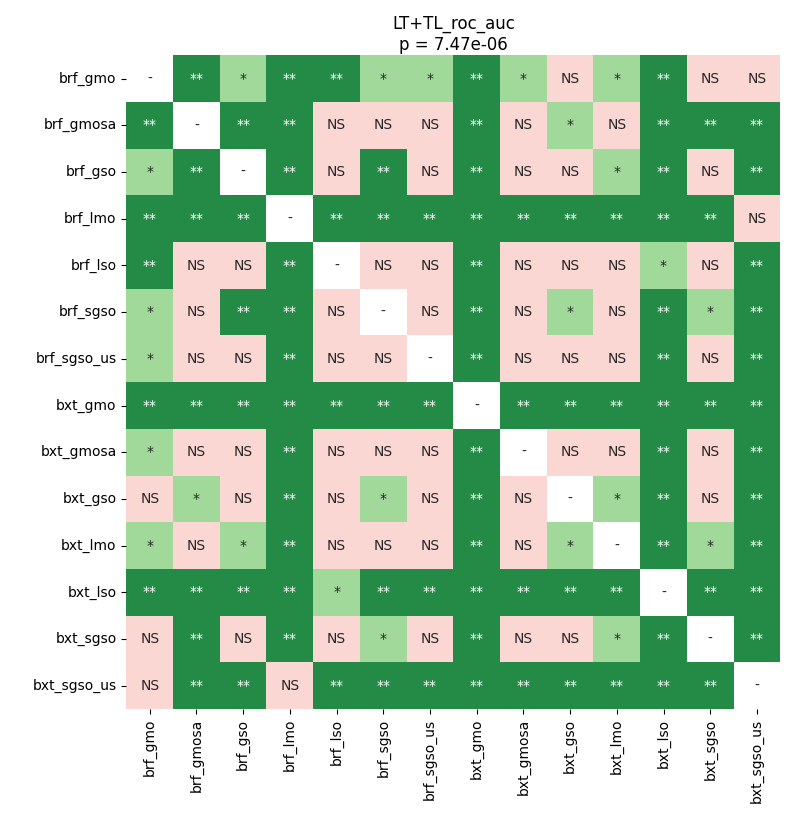 LT+TL_roc_auc
p = 7.47e-06
brf_gmo - ** * ** ** * * ** * NS * ** NS NS
brf_gmosa ** - ** ** NS NS NS ** NS * NS ** ** **
brf_gso * ** - ** NS ** NS ** NS NS * ** NS **
brf_lmo ** ** ** - ** ** ** ** ** ** ** ** ** NS
brf_lso ** NS NS ** - NS NS ** NS NS NS * NS **
brf_sgso * NS ** ** NS - NS ** NS * NS ** * **
brf_sgso_us * NS NS ** NS NS - ** NS NS NS ** NS **
bxt_gmo ** ** ** ** ** ** ** - ** ** ** ** ** **
bxt_gmosa * NS NS ** NS NS NS ** - NS NS ** NS **
bxt_gso NS * NS ** NS * NS ** NS - * ** NS **
bxt_lmo * NS * ** NS NS NS ** NS * - ** * **
bxt_lso ** ** ** ** * ** ** ** ** ** ** - ** **
bxt_sgso NS ** NS ** NS * NS ** NS NS * ** - **
bxt_sgso_us NS ** ** NS ** ** ** ** ** ** ** ** ** -
brf_gmo brf_gmosa brf_gso brf_lmo brf_lso brf_sgso brf_sgso_us bxt_gmo bxt_gmosa bxt_gso bxt_lmo bxt_lso bxt_sgso bxt_sgso_us